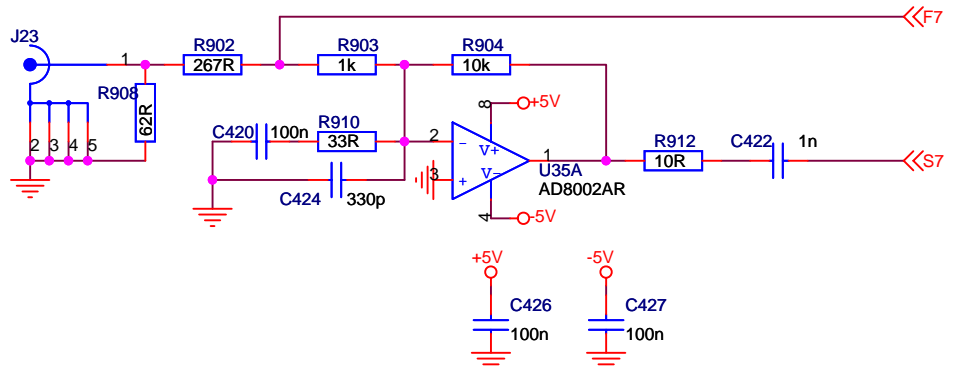 F7
J23
1
R902
267R
R903
1k
R904
10k
R908
62R
2
3
4
5
C420
100n
R910
33R
C424
330p
8
+5V
2
-
V+
3
+
V-
1
U35A
AD8002AR
4
-5V
R912
10R
C422
1n
S7
+5V
-5V
C426
100n
C427
100n